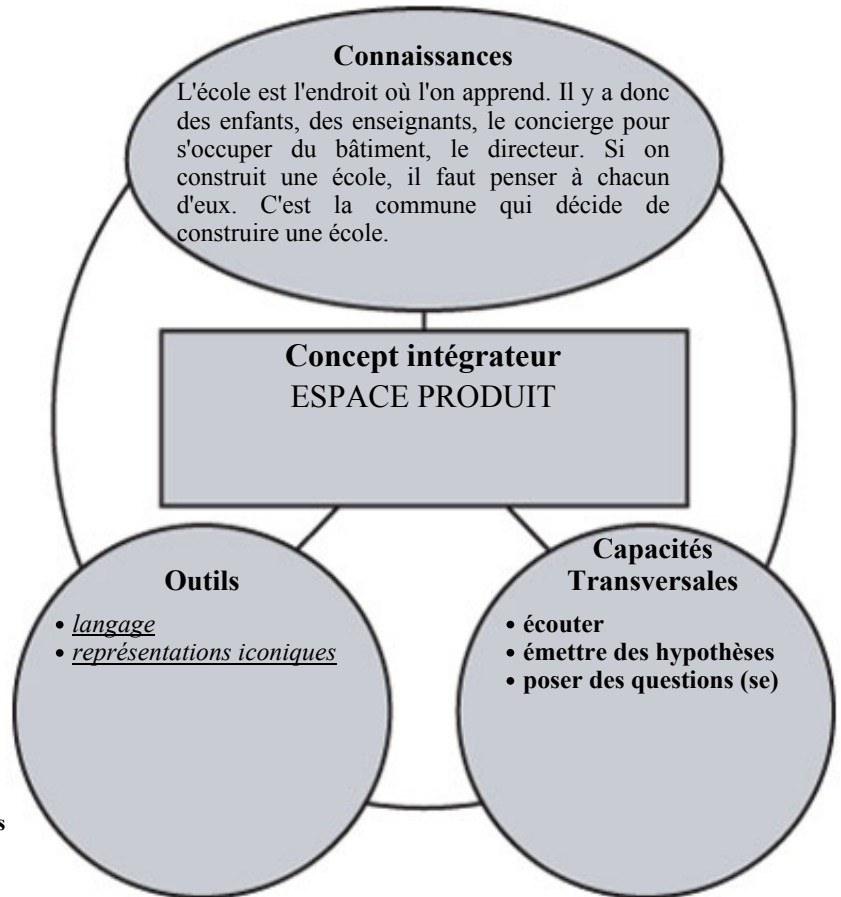 Connaissances
L'école est l'endroit où l'on apprend. Il y a donc
des enfants, des enseignants, le concierge pour
s'occuper du bâtiment, le directeur. Si on
construit une école, il faut penser à chacun
d'eux. C'est la commune qui décide de
construire une école.
Concept intégrateur
ESPACE PRODUIT
Outils
• langage
• représentations iconiques
Capacités
Transversales
• écouter
• émettre des hypothèses
• poser des questions (se)
s